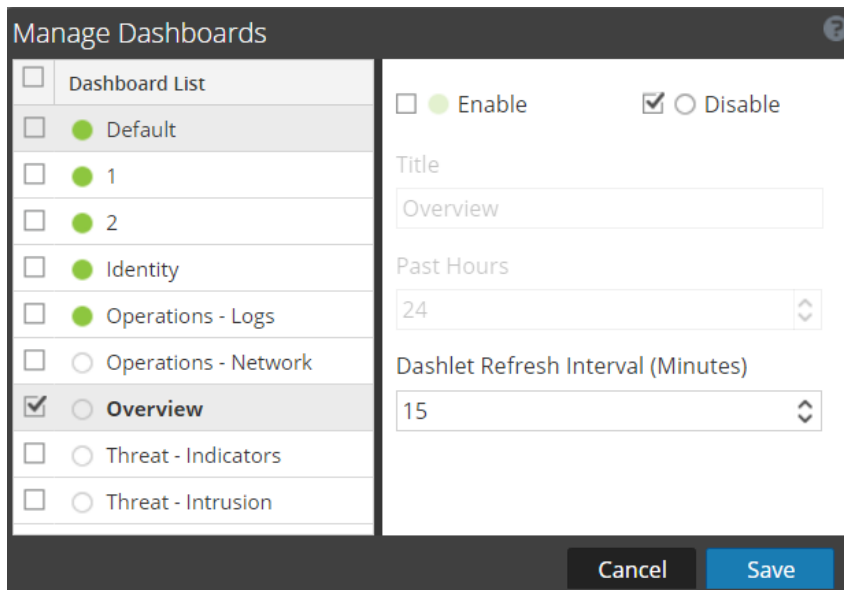 Manage Dashboards
?
Dashboard List
Default
1
2
Identity
Operations - Logs
Operations - Network
Overview
Threat - Indicators
Threat - Intrusion
Enable
Disable
Title
Overview
Past Hours
24
Dashlet Refresh Interval (Minutes)
15
Cancel
Save